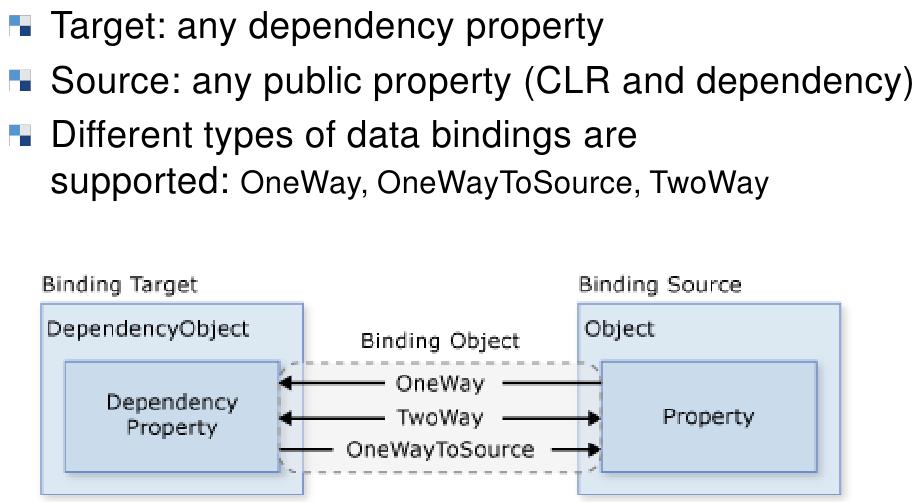 Target: any dependency property
Source: any public property (CLR and dependency)
Different types of data bindings are
supported: OneWay, OneWayToSource, TwoWay
Binding Target
Binding Source
DependencyObject
Object
Binding Object
OneWay
Dependency
Property
TwoWay
Property
OneWayToSource